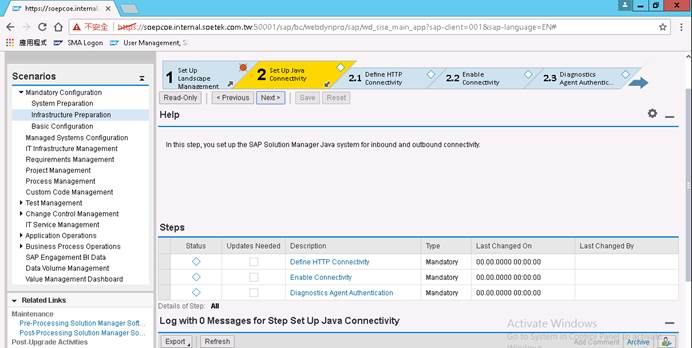 https://soepcoe.internal.s
不安全 https://soepcoe.internal.soetek.com.tw:50001/sap/bc/webdynpro/sap/wd_sise_main_app?sap-client=001&sap-language=EN#
應用程式 SMA Logon User Management, S
Scenarios
Mandatory Configuration
System Preparation
Infrastructure Preparation
Basic Configuration
Managed Systems Configuration
IT Infrastructure Management
Requirements Management
Project Management
Process Management
Custom Code Management
Test Management
Change Control Management
IT Service Management
Application Operations
Business Process Operations
SAP Engagement BI Data
Data Volume Management
Value Management Dashboard
Related Links
Maintenance
Pre-Processing Solution Manager Soft...
Post-Processing Solution Manager So...
Post-Upgrade Activities
1 Set Up Landscape Management
2 Set Up Java Connectivity
2.1 Define HTTP Connectivity
2.2 Enable Connectivity
2.3 Diagnostics Agent Authentic...
Read-Only < Previous Next > Save Reset
Help
In this step, you set up the SAP Solution Manager Java system for inbound and outbound connectivity.
Steps
Status Updates Needed Description Type Last Changed On Last Changed By
Define HTTP Connectivity Mandatory 00.00.0000 00:00:00
Enable Connectivity Mandatory 00.00.0000 00:00:00
Diagnostics Agent Authentication Mandatory 00.00.0000 00:00:00
Details of Step: All
Log with 0 Messages for Step Set Up Java Connectivity
Activate Windows
Go to System in Control Panel to activate
Windows.
Export Refresh Add Comment Archive